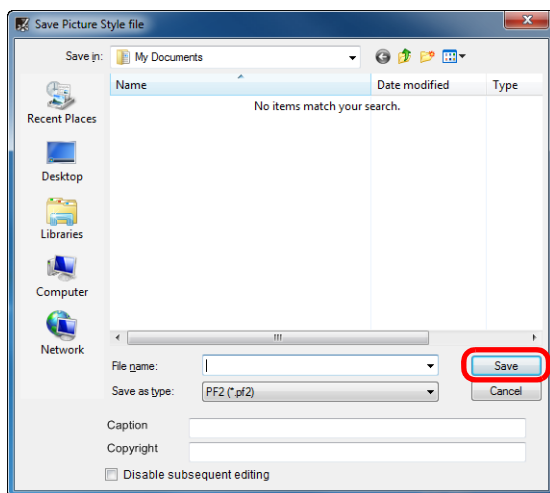 Save Picture Style file
Save in:
My Documents
Name
Date modified
Type
No items match your search.
Recent Places
Desktop
Libraries
Computer
Network
File name:
Save
Save as type:
PF2 (*.pf2)
Cancel
Caption
Copyright
Disable subsequent editing